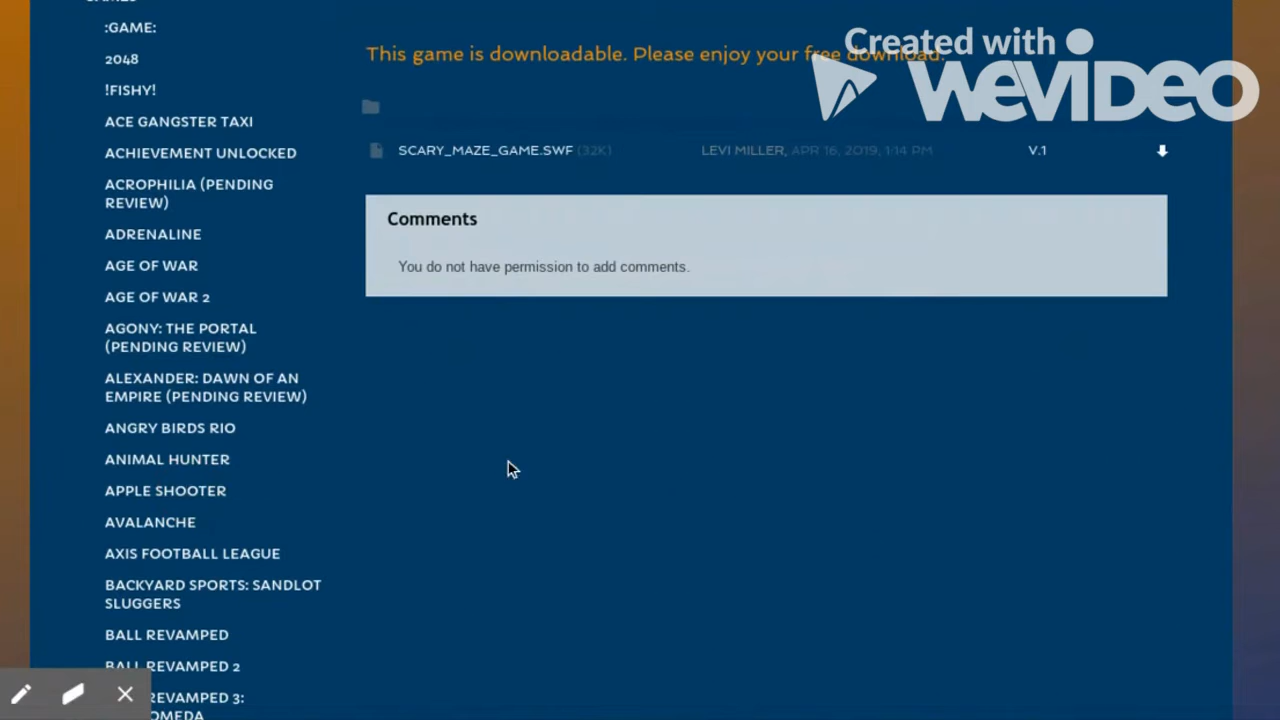 :GAME:
2048
!FISHY!
ACE GANGSTER TAXI
ACHIEVEMENT UNLOCKED
ACROPHILIA (PENDING
REVIEW)
ADRENALINE
AGE OF WAR
AGE OF WAR 2
AGONY: THE PORTAL
(PENDING REVIEW)
ALEXANDER: DAWN OF AN
EMPIRE (PENDING REVIEW)
ANGRY BIRDS RIO
ANIMAL HUNTER
APPLE SHOOTER
AVALANCHE
AXIS FOOTBALL LEAGUE
BACKYARD SPORTS: SANDLOT
SLUGGERS
BALL REVAMPED
BALL REVAMPED 2
REVAMPED 3:
This game is downloadable. Please enjoy your free download.
SCARY_MAZE_GAME.SWF (32K) LEVI MILLER, APR 16, 2019, 1:14 PM V.1
Comments
You do not have permission to add comments.
Created with
WeVideo